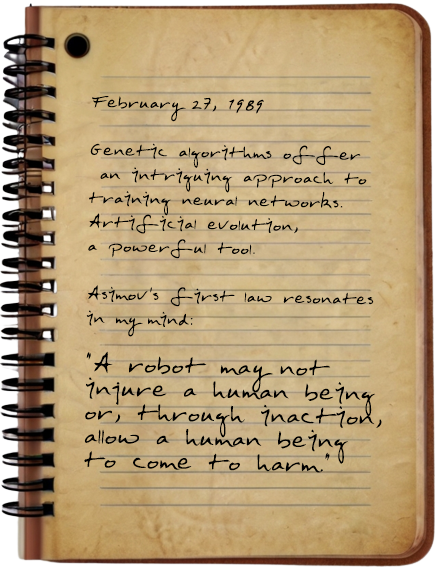 February 27, 1989
Genetic algorithms offer
an intriguing approach to
training neural networks.
Artificial evolution,
a powerful tool.
Asimov's first law resonates
in my mind:
"A robot may not
injure a human being
or, through inaction,
allow a human being
to come to harm."